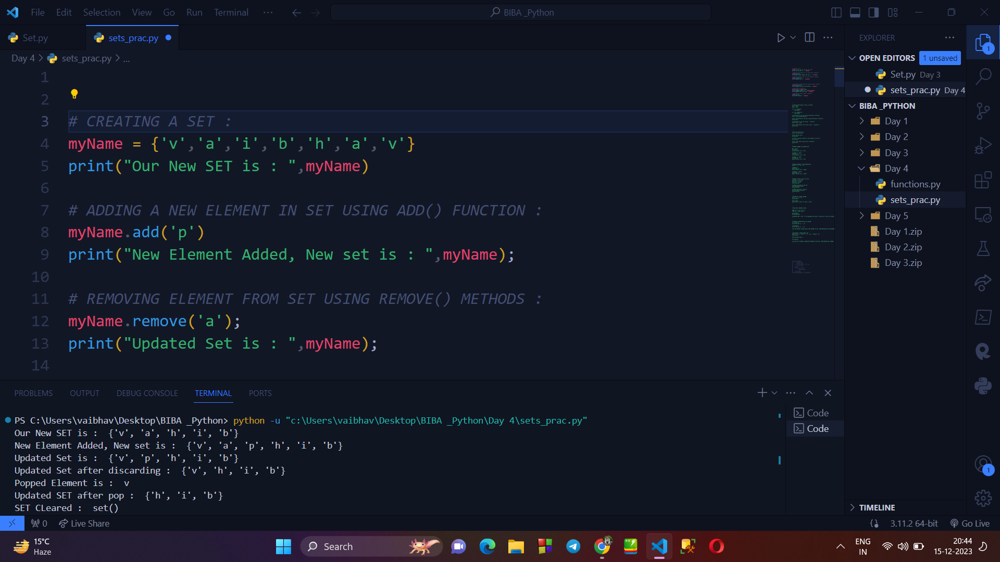 File Edit Selection View Go Run Terminal ... BIBA _Python
Set.py sets_prac.py
Day 4 > sets_prac.py > ...
1
2
3 # CREATING A SET :
4 myName = {'v','a','i','b','h','a','v'}
5 print("Our New SET is : ",myName)
6
7 # ADDING A NEW ELEMENT IN SET USING ADD() FUNCTION :
8 myName.add('p')
9 print("New Element Added, New set is : ",myName);
10
11 # REMOVING ELEMENT FROM SET USING REMOVE() METHODS :
12 myName.remove('a');
13 print("Updated Set is : ",myName);
14
EXPLORER
OPEN EDITORS 1 unsaved
Set.py Day 3
sets_prac.py Day 4
BIBA _PYTHON
Day 1
Day 2
Day 3
Day 4
functions.py
sets_prac.py
Day 5
Day 1.zip
Day 2.zip
Day 3.zip
TIMELINE
1
1
PROBLEMS OUTPUT DEBUG CONSOLE TERMINAL PORTS
PS C:\Users\vaibhav\Desktop\BIBA _Python> python -u "c:\Users\vaibhav\Desktop\BIBA _Python\Day 4\sets_prac.py"
Our New SET is :  {'v', 'a', 'h', 'i', 'b'}
New Element Added, New set is :  {'v', 'a', 'p', 'h', 'i', 'b'}
Updated Set is :  {'v', 'p', 'h', 'i', 'b'}
Updated Set after discarding :  {'v', 'h', 'i', 'b'}
Popped Element is :  v
Updated SET after pop :  {'h', 'i', 'b'}
SET CLeared :  set()
Code
Code
0 Live Share 3.11.2 64-bit Go Live
15°C
Haze
Search
ENG
IN
20:44
15-12-2023